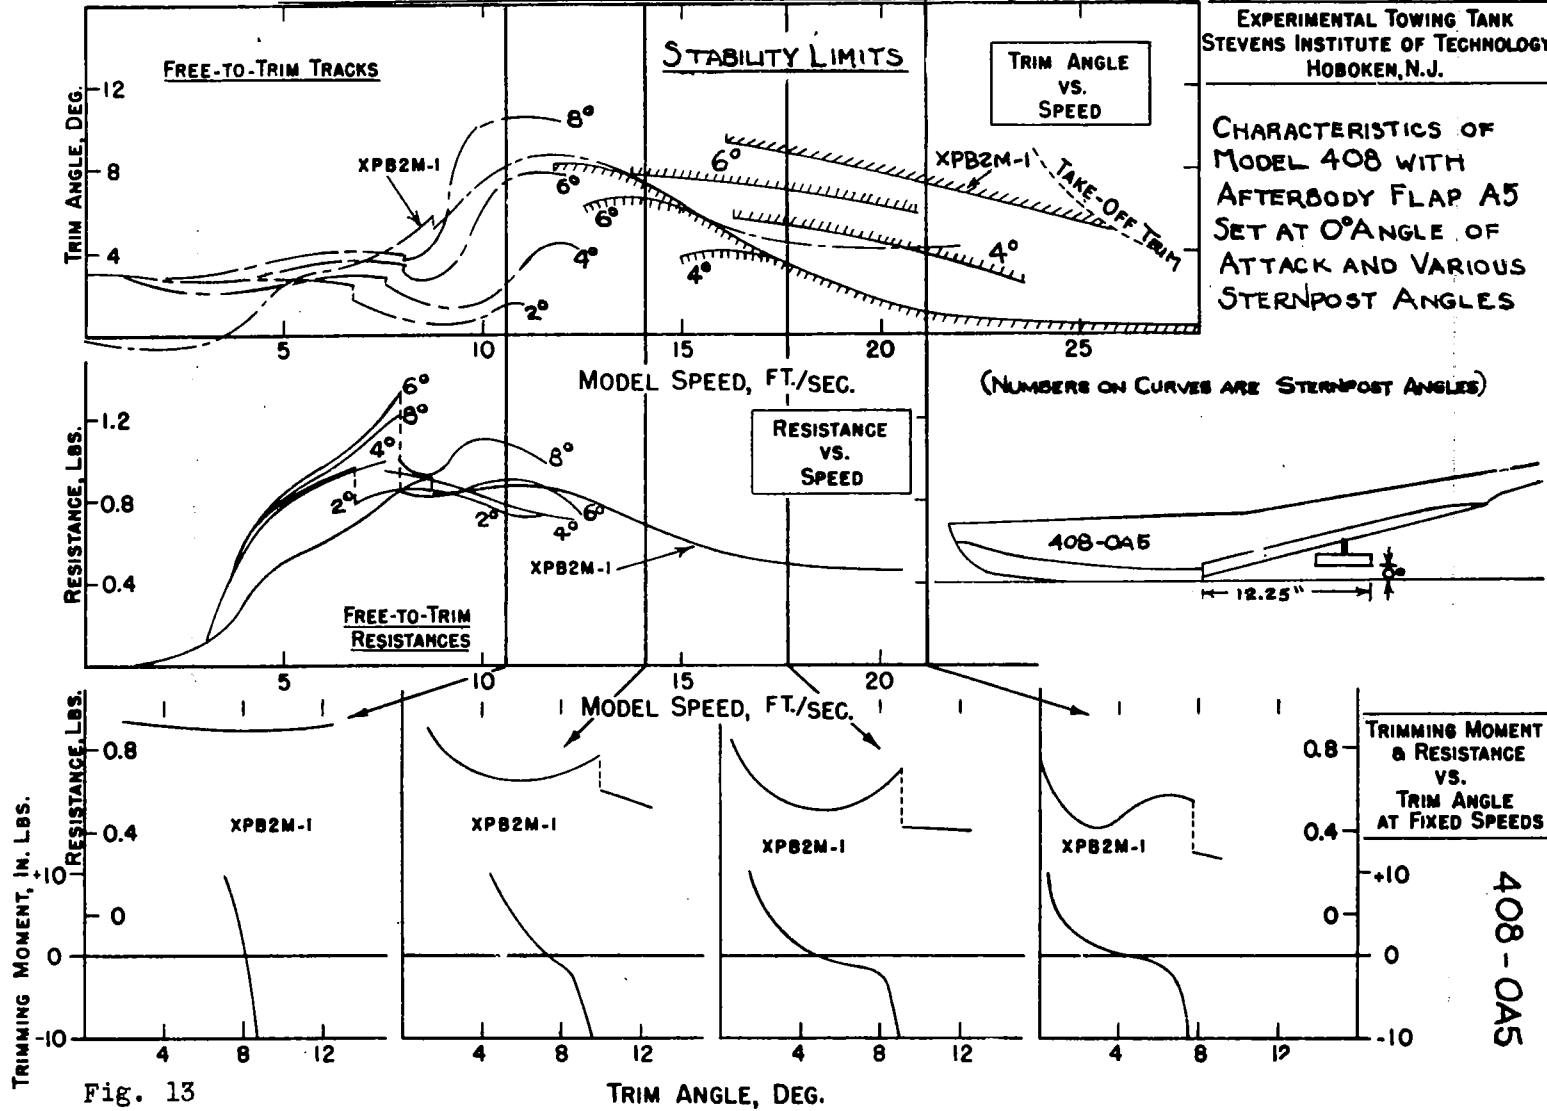 EXPERIMENTAL TOWING TANK
STEVENS INSTITUTE OF TECHNOLOGY
HOBOKEN, N.J.
CHARACTERISTICS OF
MODEL 408 WITH
AFTERBODY FLAP A5
SET AT 0° ANGLE OF
ATTACK AND VARIOUS
STERNPOST ANGLES
FREE-TO-TRIM TRACKS
STABILITY LIMITS
TRIM ANGLE
VS.
SPEED
TRIM ANGLE, DEG.
12
8
4
XPB2M-1
8°
6°
4°
2°
6°
4°
6°
4°
XPB2M-1
TAKE-OFF TRIM
5
10
15
20
25
MODEL SPEED, FT./SEC.
(NUMBERS ON CURVES ARE STERNPOST ANGLES)
RESISTANCE, LBS.
1.2
0.8
0.4
6°
8°
4°
2°
8°
2°
4°
6°
XPB2M-1
RESISTANCE
VS.
SPEED
FREE-TO-TRIM
RESISTANCES
408-0A5
12.25"
0°
5
10
15
20
MODEL SPEED, FT./SEC.
TRIMMING MOMENT
& RESISTANCE
VS.
TRIM ANGLE
AT FIXED SPEEDS
RESISTANCE, LBS.
0.8
0.4
0
TRIMMING MOMENT, IN. LBS.
+10
0
-10
XPB2M-1
XPB2M-1
XPB2M-1
XPB2M-1
0.8
0.4
0
+10
0
-10
4
8
12
4
8
12
4
8
12
4
8
12
TRIM ANGLE, DEG.
408-0A5
Fig. 13